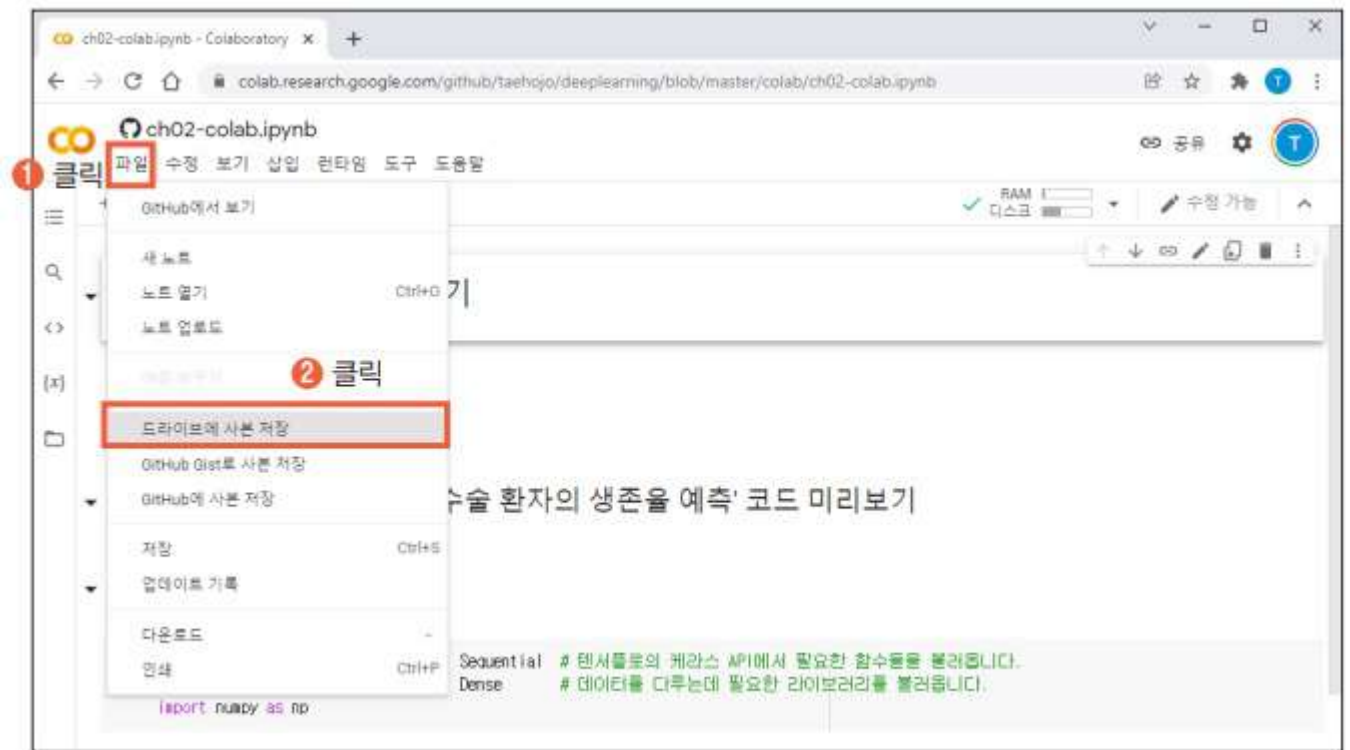 ch02-colab.ipynb - Colaboratory
colab.research.google.com/github/taehojo/deeplearning/blob/master/colab/ch02-colab.ipynb
T
CO
ch02-colab.ipynb
공유
T
1 클릭
파일 수정 보기 삽입 런타임 도구 도움말
RAM
디스크
수정 가능
GitHub에서 보기
새 노트
노트 열기 Ctrl+O
기
노트 업로드
2 클릭
드라이브에 사본 저장
GitHub Gist로 사본 저장
GitHub에 사본 저장
수술 환자의 생존율 예측' 코드 미리보기
저장 Ctrl+S
업데이트 기록
다운로드
인쇄 Ctrl+P
Sequential # 텐서플로의 케라스 API에서 필요한 함수들을 불러옵니다.
Dense # 데이터를 다루는데 필요한 라이브러리를 불러옵니다.
import numpy as np